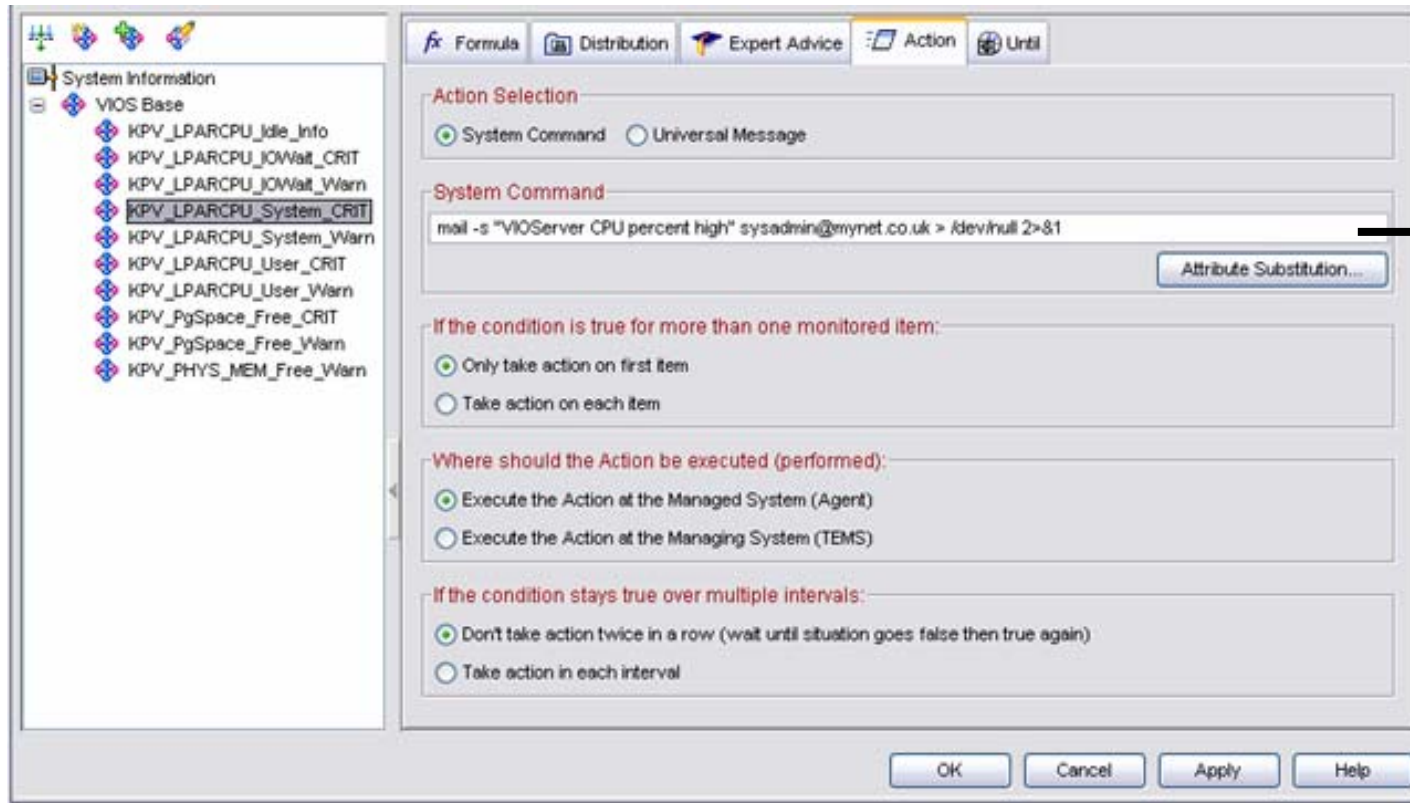 System Information
VIOS Base
KPV_LPARCPU_Idle_Info
KPV_LPARCPU_IOWait_CRIT
KPV_LPARCPU_IOWait_Warn
KPV_LPARCPU_System_CRIT
KPV_LPARCPU_System_Warn
KPV_LPARCPU_User_CRIT
KPV_LPARCPU_User_Warn
KPV_PgSpace_Free_CRIT
KPV_PgSpace_Free_Warn
KPV_PHYS_MEM_Free_Warn
fx Formula Distribution Expert Advice Action Until
Action Selection
System Command Universal Message
System Command
mail -s "VIOServer CPU percent high" sysadmin@mynet.co.uk > /dev/null 2>&1
Attribute Substitution...
If the condition is true for more than one monitored item:
Only take action on first item
Take action on each item
Where should the Action be executed (performed):
Execute the Action at the Managed System (Agent)
Execute the Action at the Managing System (TEMS)
If the condition stays true over multiple intervals:
Don't take action twice in a row (wait until situation goes false then true again)
Take action in each interval
OK Cancel Apply Help